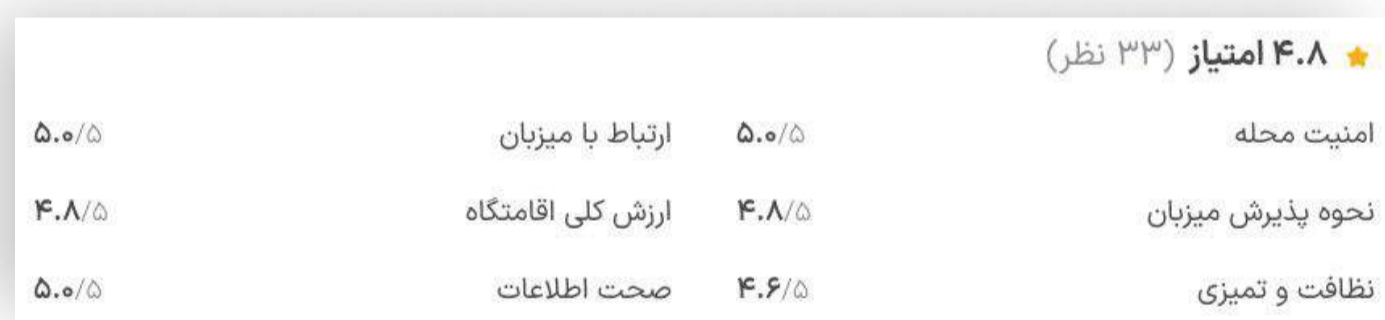 ۴.۸ امتیاز (۳۳ نظر)
امنیت محله ۵.۰/۵ ارتباط با میزبان ۵.۰/۵
نحوه پذیرش میزبان ۴.۸/۵ ارزش کلی اقامتگاه ۴.۸/۵
نظافت و تمیزی ۴.۶/۵ صحت اطلاعات ۵.۰/۵